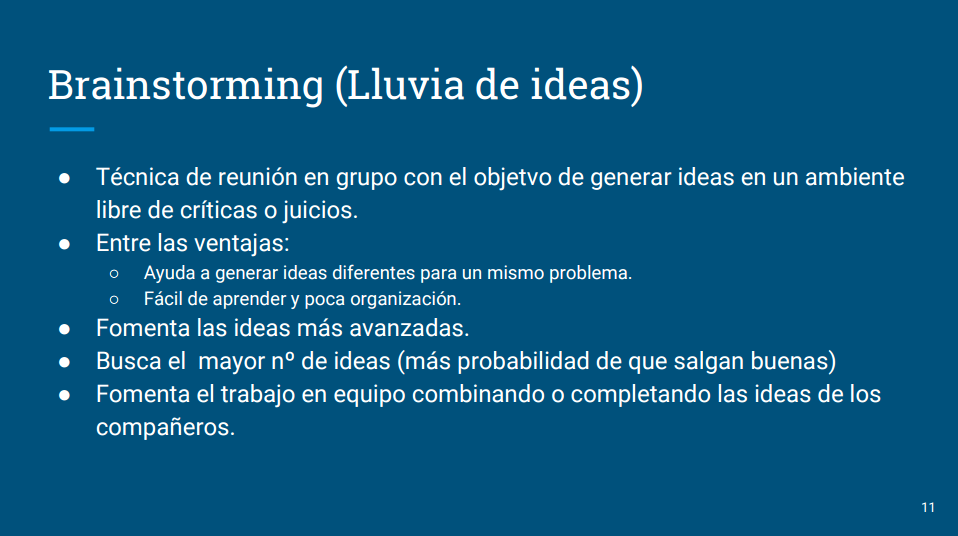 Brainstorming (Lluvia de ideas)
● Técnica de reunión en grupo con el objetvo de generar ideas en un ambiente
libre de críticas o juicios.
● Entre las ventajas:
○ Ayuda a generar ideas diferentes para un mismo problema.
○ Fácil de aprender y poca organización.
● Fomenta las ideas más avanzadas.
● Busca el  mayor nº de ideas (más probabilidad de que salgan buenas)
● Fomenta el trabajo en equipo combinando o completando las ideas de los
compañeros.
11